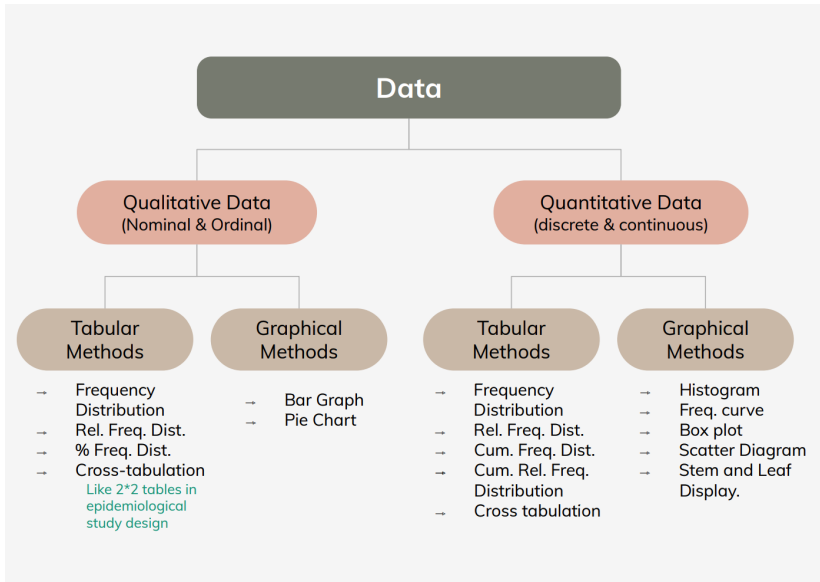 Data
Qualitative Data
(Nominal & Ordinal)
Quantitative Data
(discrete & continuous)
Tabular
Methods
→ Frequency
Distribution
→ Rel. Freq. Dist.
→ % Freq. Dist.
→ Cross-tabulation
Like 2*2 tables in
epidemiological
study design
Graphical
Methods
→ Bar Graph
→ Pie Chart
Tabular
Methods
→ Frequency
Distribution
→ Rel. Freq. Dist.
→ Cum. Freq. Dist.
→ Cum. Rel. Freq.
Distribution
→ Cross tabulation
Graphical
Methods
→ Histogram
→ Freq. curve
→ Box plot
→ Scatter Diagram
→ Stem and Leaf
Display.